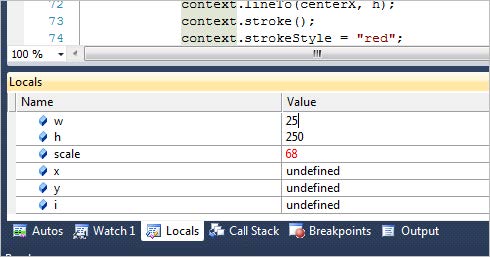 72 context.lineTo(centerX, h);
73 context.stroke();
74 context.strokeStyle = "red";
100 %
Locals
Name Value
w 25
h 250
scale 68
x undefined
y undefined
i undefined
Autos Watch 1 Locals Call Stack Breakpoints Output